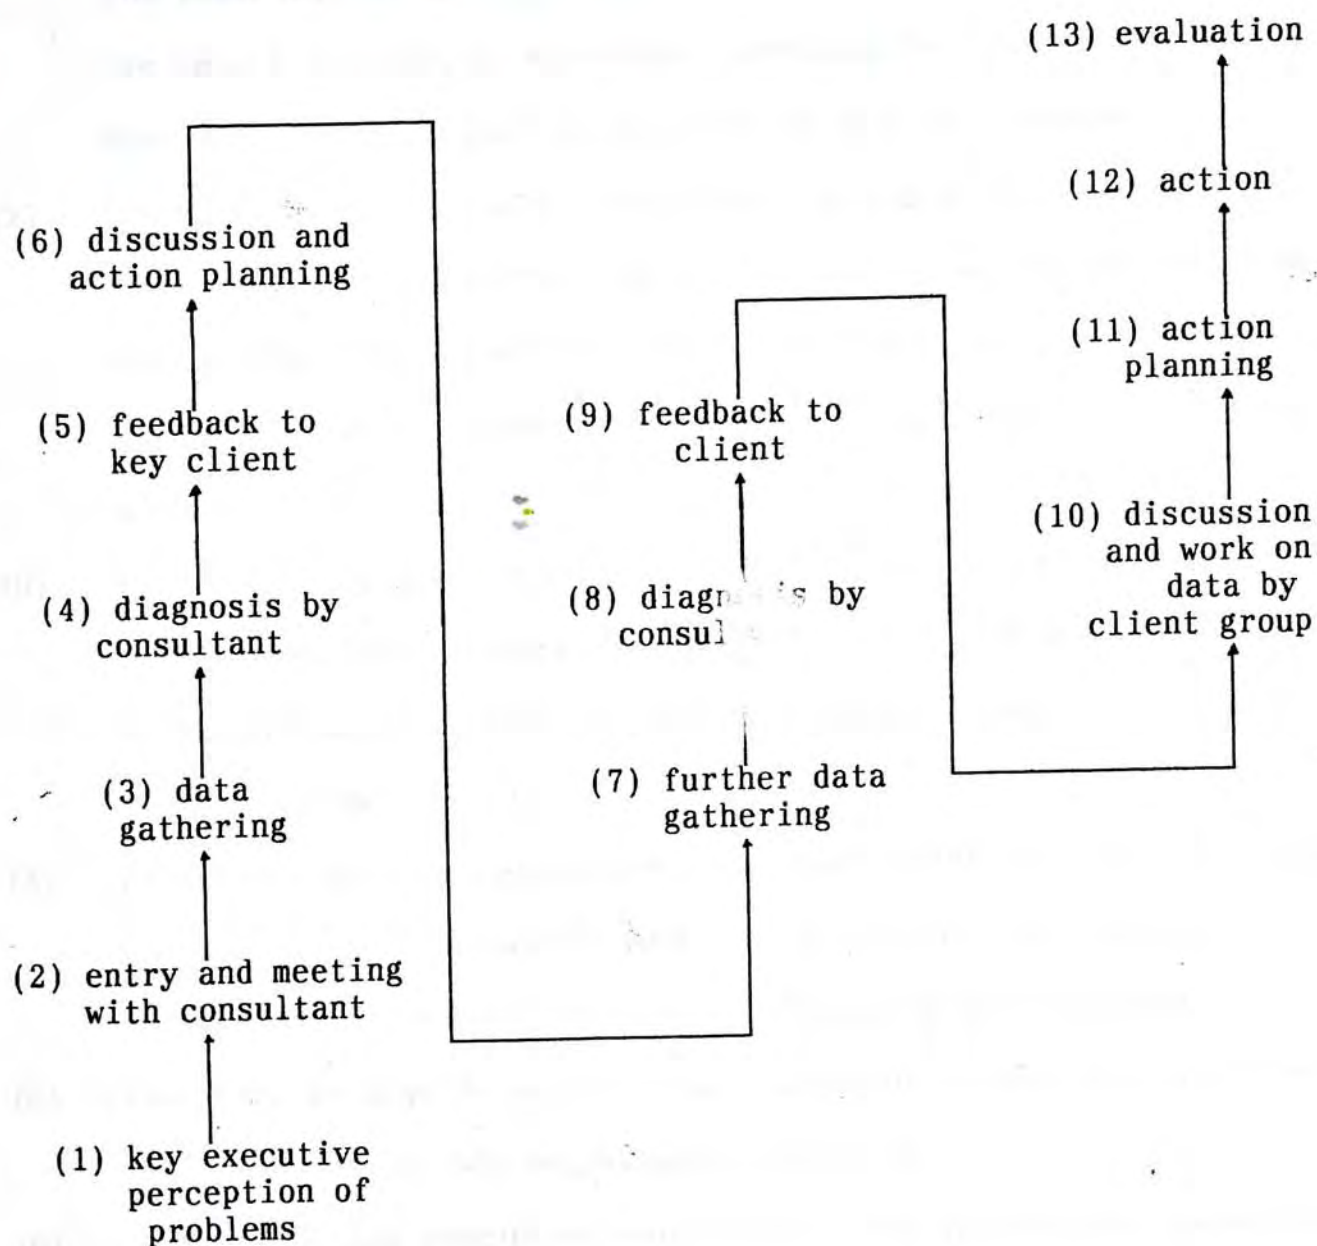 (1) key executive
perception of
problems
(2) entry and meeting
with consultant
(3) data
gathering
(4) diagnosis by
consultant
(5) feedback to
key client
(6) discussion and
action planning
(7) further data
gathering
(8) by
(9) feedback to
client
(10) discussion
and work on
data by
client group
(11) action
planning
(12) action
(13) evaluation